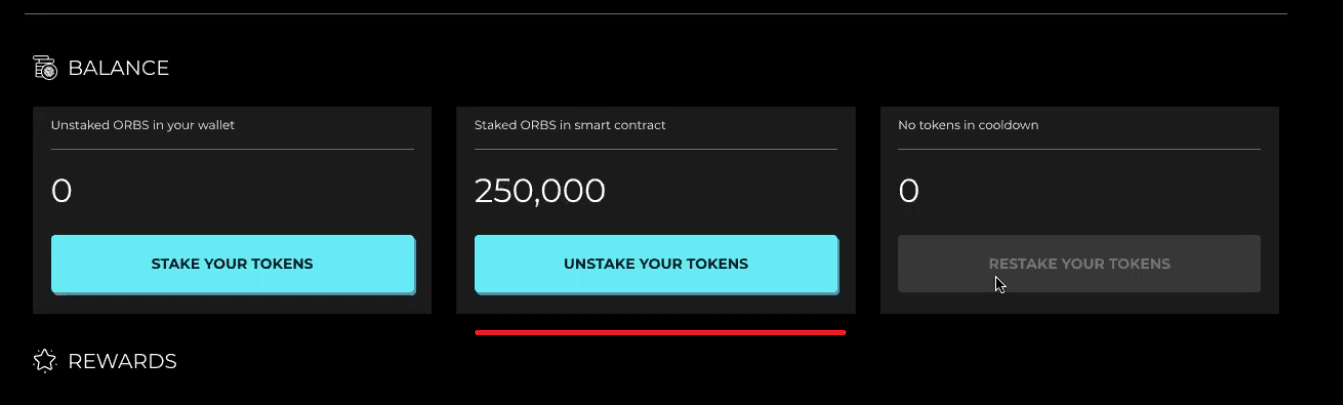 BALANCE
Unstaked ORBS in your wallet
0
STAKE YOUR TOKENS
Staked ORBS in smart contract
250,000
UNSTAKE YOUR TOKENS
No tokens in cooldown
0
RESTAKE YOUR TOKENS
REWARDS